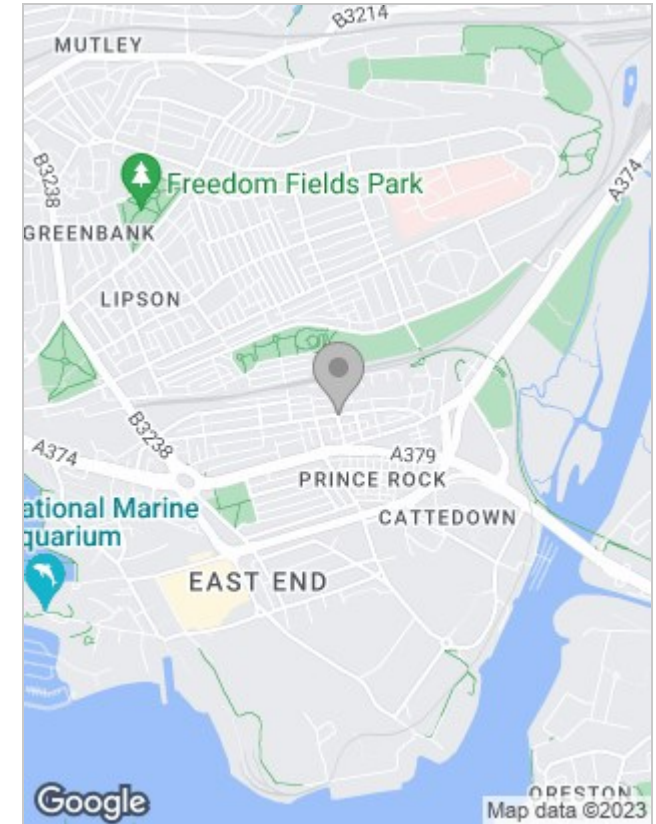 B3214
MUTLEY
B3238
Freedom Fields Park
A374
GREENBANK
LIPSON
B3238
A374
A379
PRINCE ROCK
ational Marine
quarium
CATTEDOWN
EAST END
ORESTON
Google
Map data ©2023